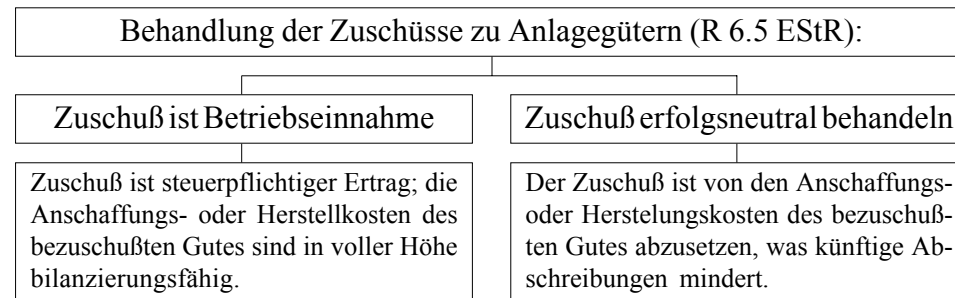 Behandlung der Zuschüsse zu Anlagegütern (R 6.5 EStR):
Zuschuß ist Betriebseinnahme
Zuschuß ist steuerpflichtiger Ertrag; die
Anschaffungs- oder Herstellkosten des
bezuschußten Gutes sind in voller Höhe
bilanzierungsfähig.
Zuschuß erfolgsneutral behandeln
Der Zuschuß ist von den Anschaffungs-
oder Herstelungskosten des bezuschuß-
ten Gutes abzusetzen, was künftige Ab-
schreibungen mindert.